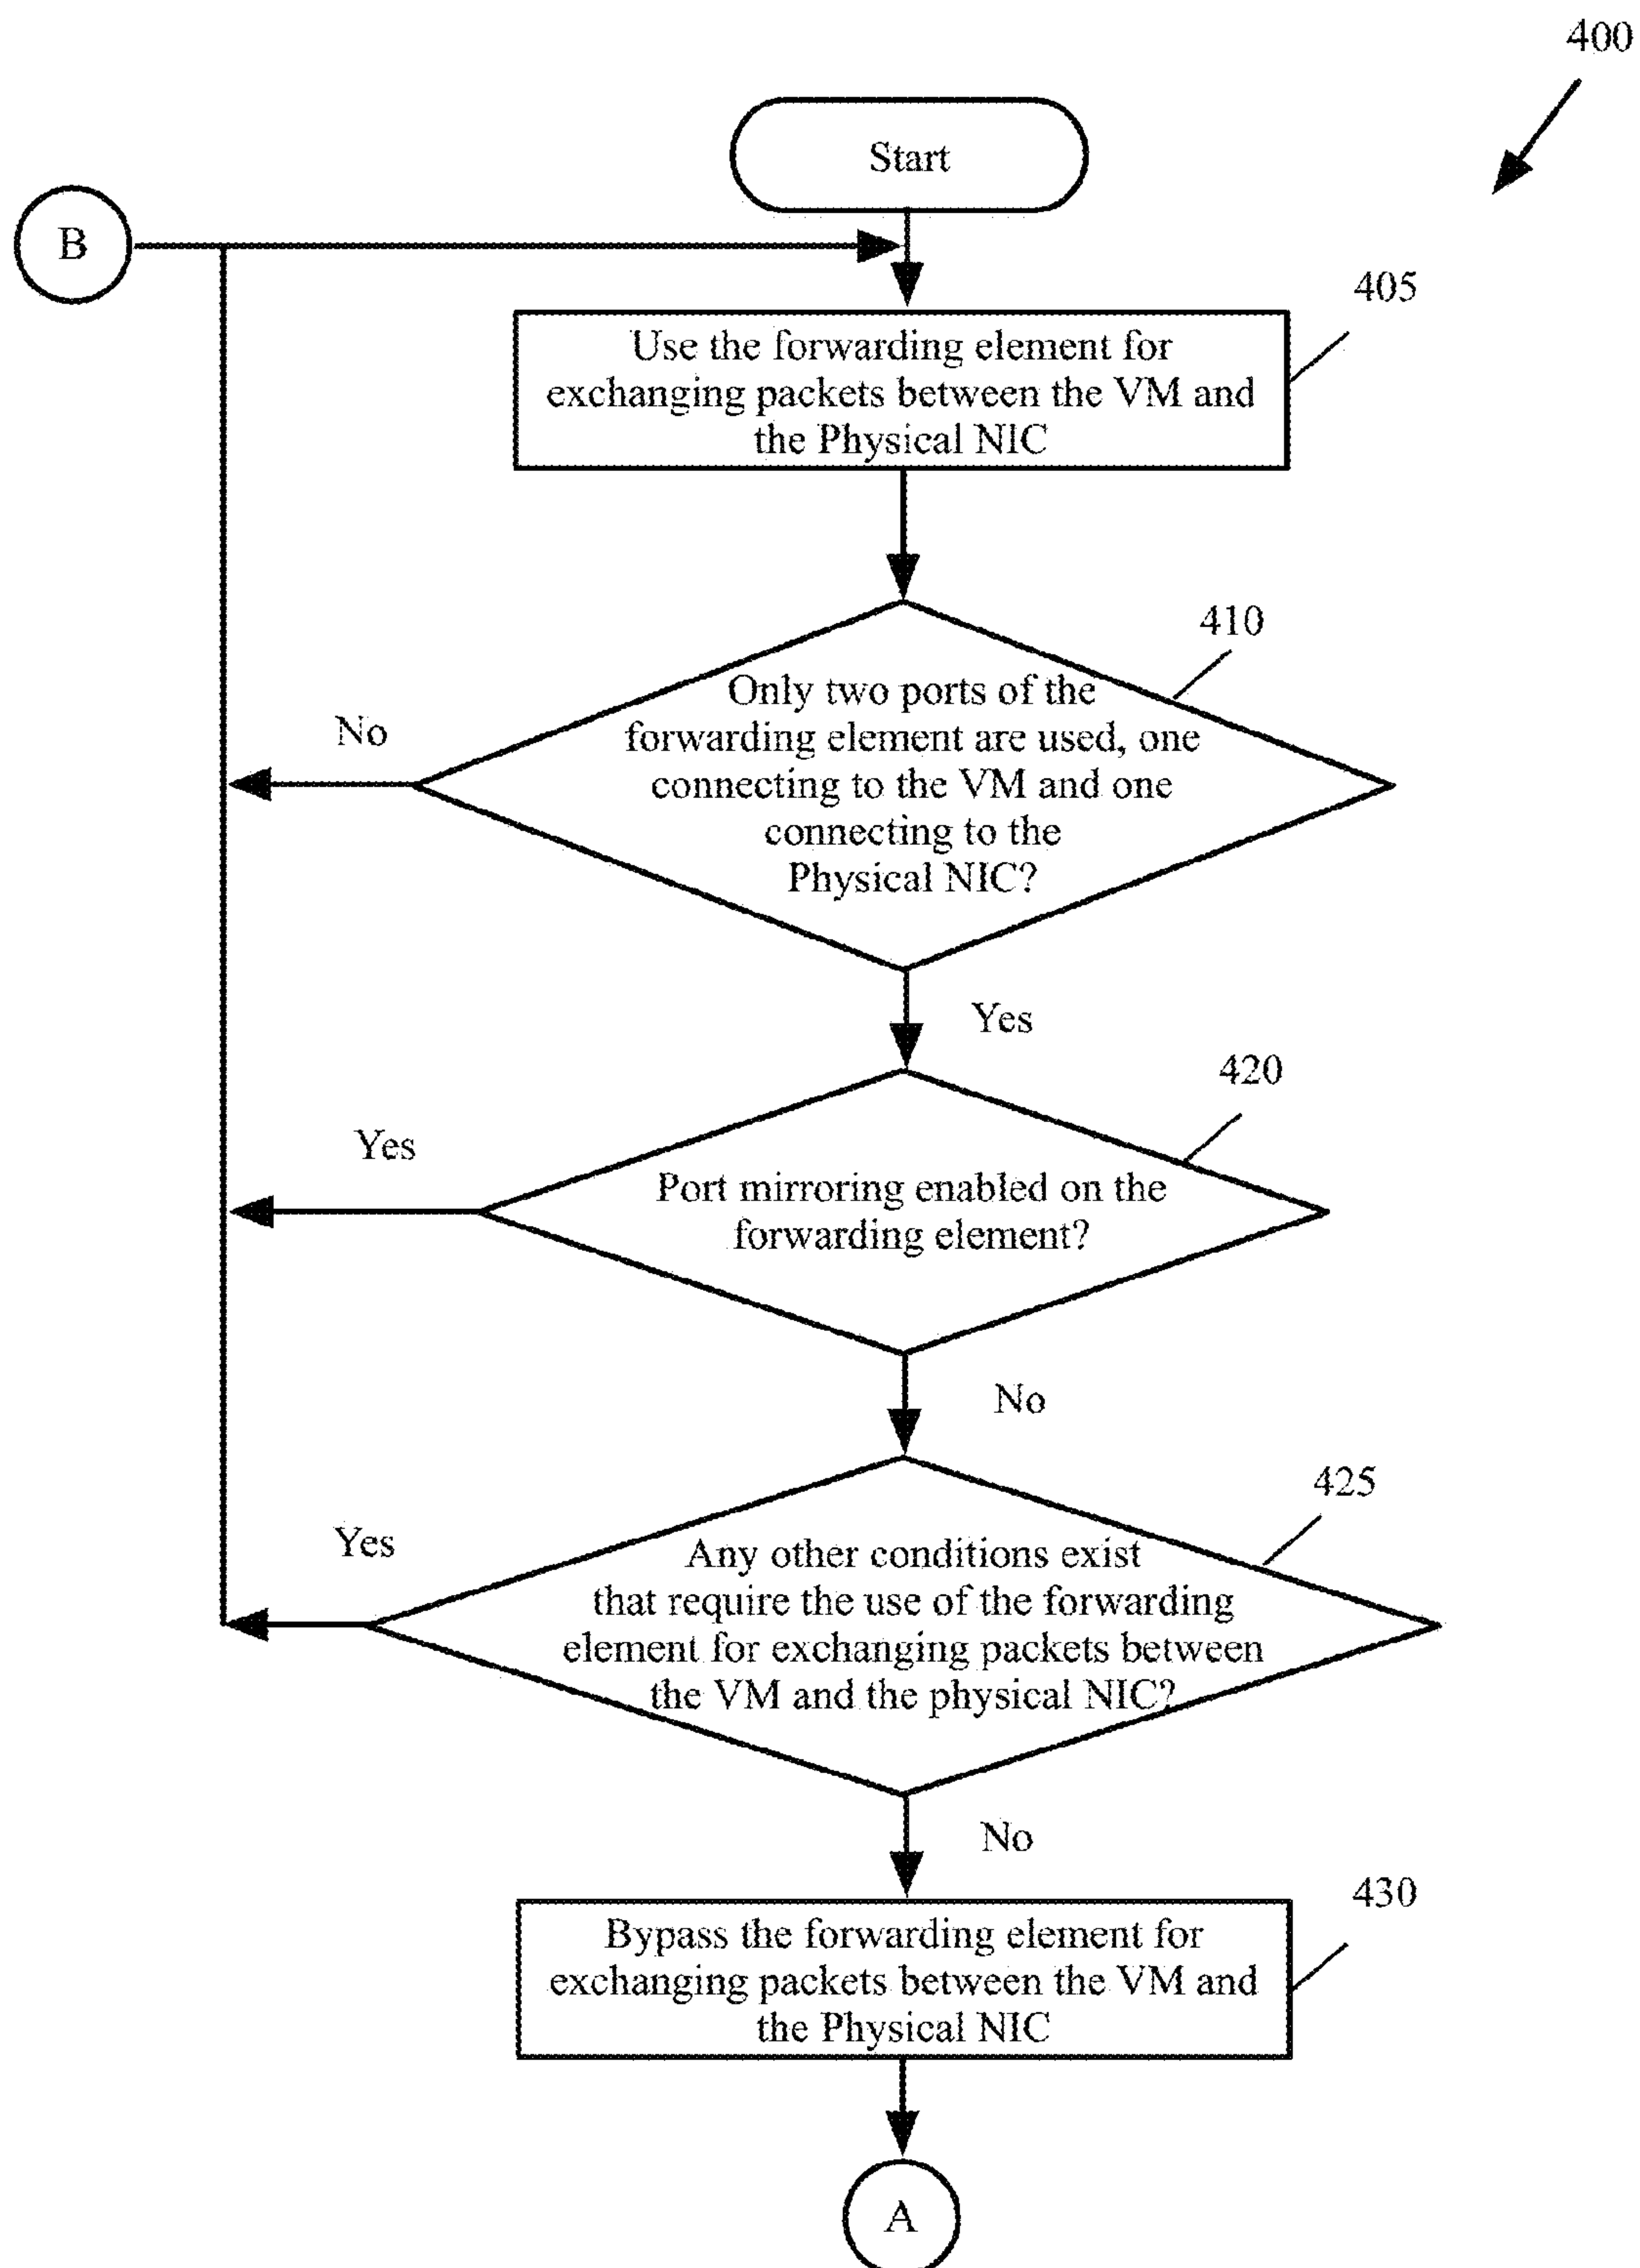 400
Start
B
405
Use the forwarding element for
exchanging packets between the VM and
the Physical NIC
410
Only two ports of the
forwarding element are used, one
connecting to the VM and one
connecting to the
Physical NIC?
No
Yes
420
Port mirroring enabled on the
forwarding element?
Yes
No
425
Any other conditions exist
that require the use of the forwarding
element for exchanging packets between
the VM and the physical NIC?
Yes
No
430
Bypass the forwarding element for
exchanging packets between the VM and
the Physical NIC
A